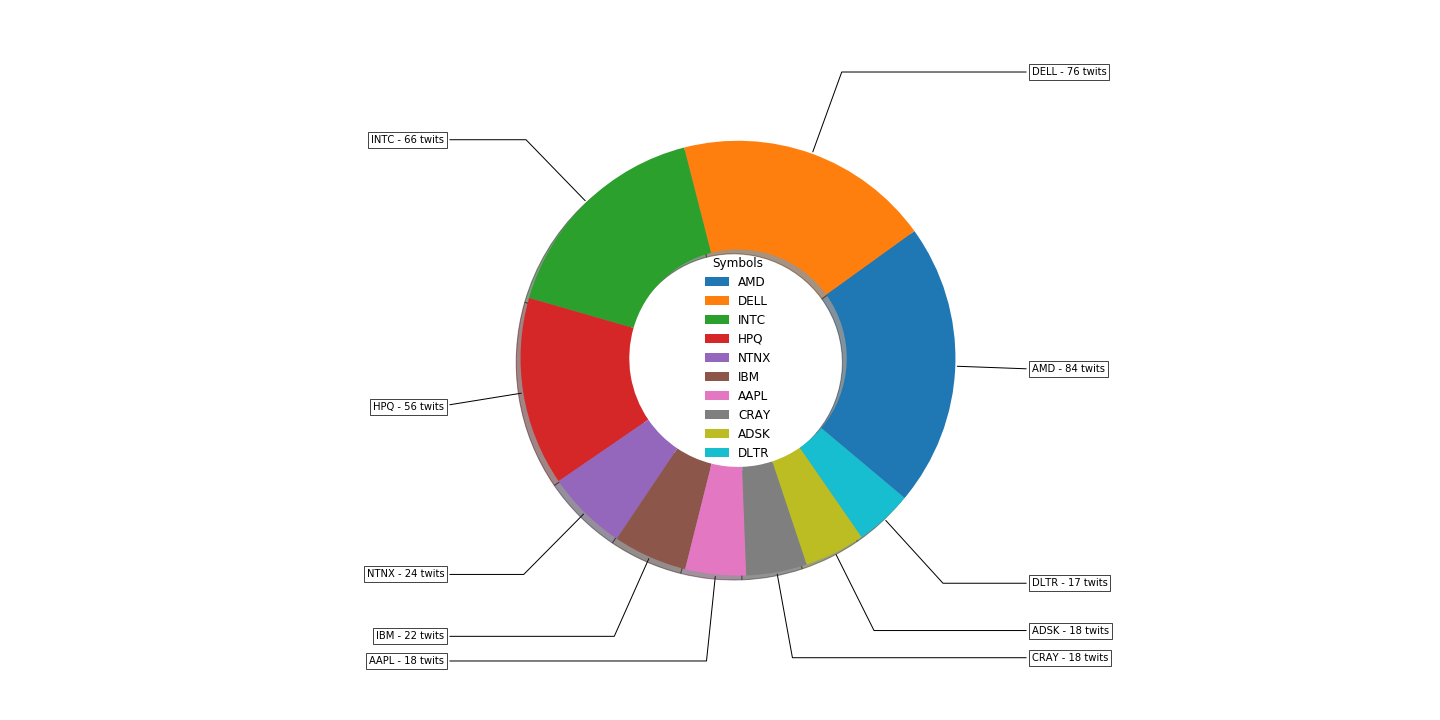 DELL - 76 twits
INTC - 66 twits
Symbols
AMD
DELL
INTC
HPQ
NTNX
IBM
AAPL
CRAY
ADSK
DLTR
AMD - 84 twits
HPQ - 56 twits
NTNX - 24 twits
DLTR - 17 twits
ADSK - 18 twits
IBM - 22 twits
CRAY - 18 twits
AAPL - 18 twits